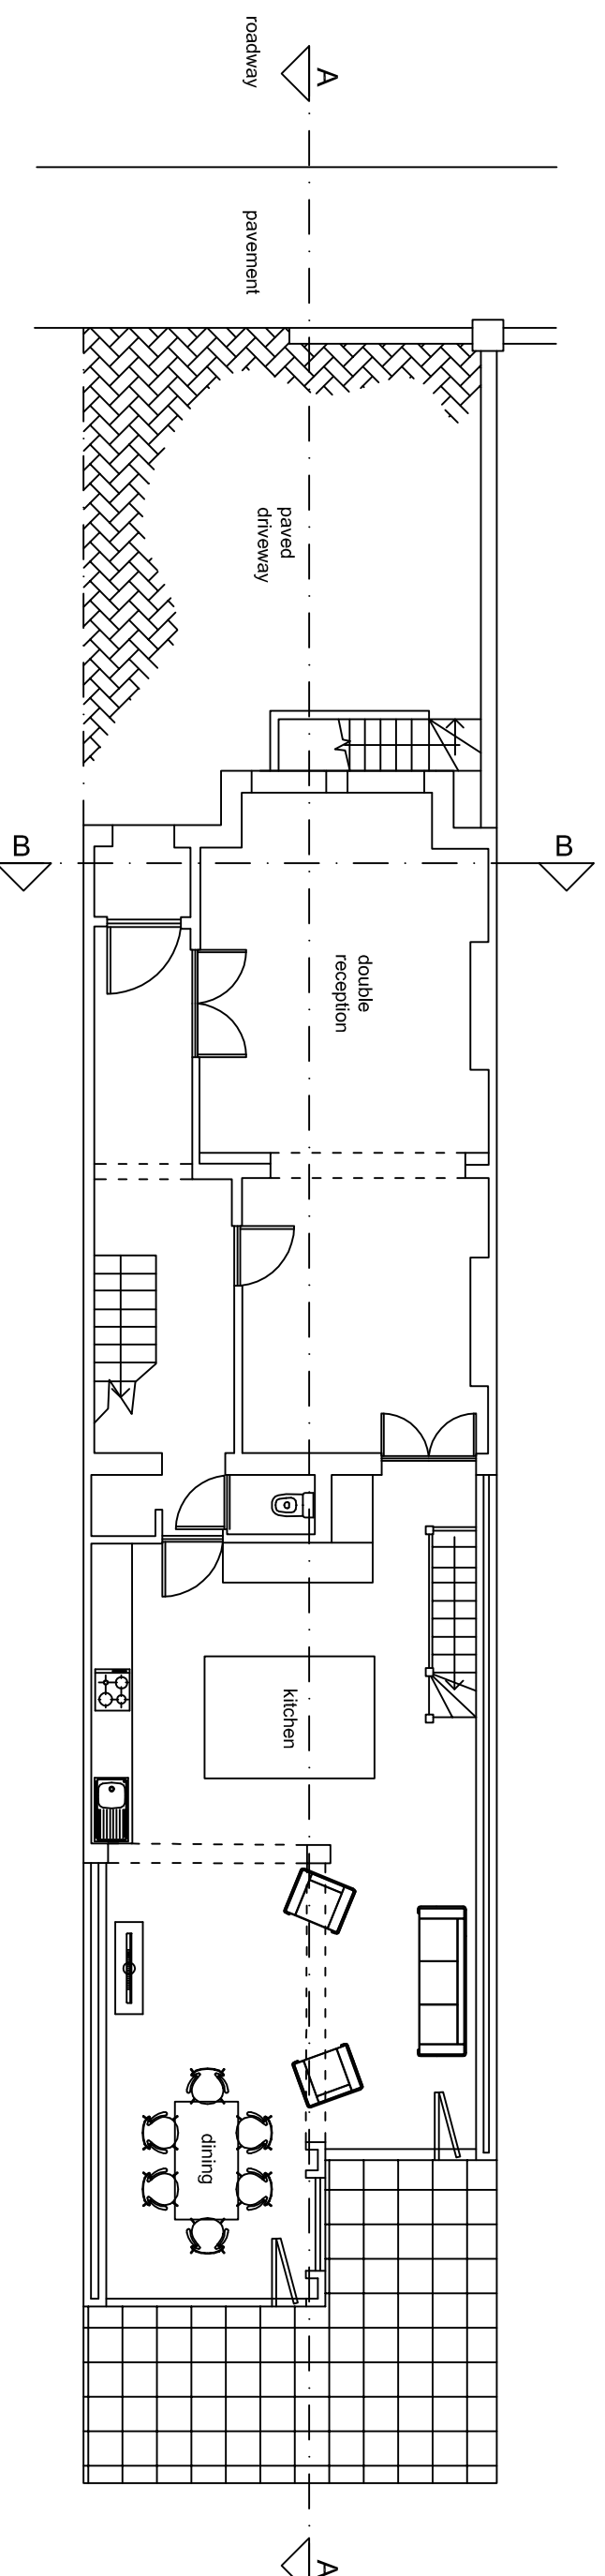 roadway
A
pavement
paved
driveway
B
B
double
reception
kitchen
dining
A